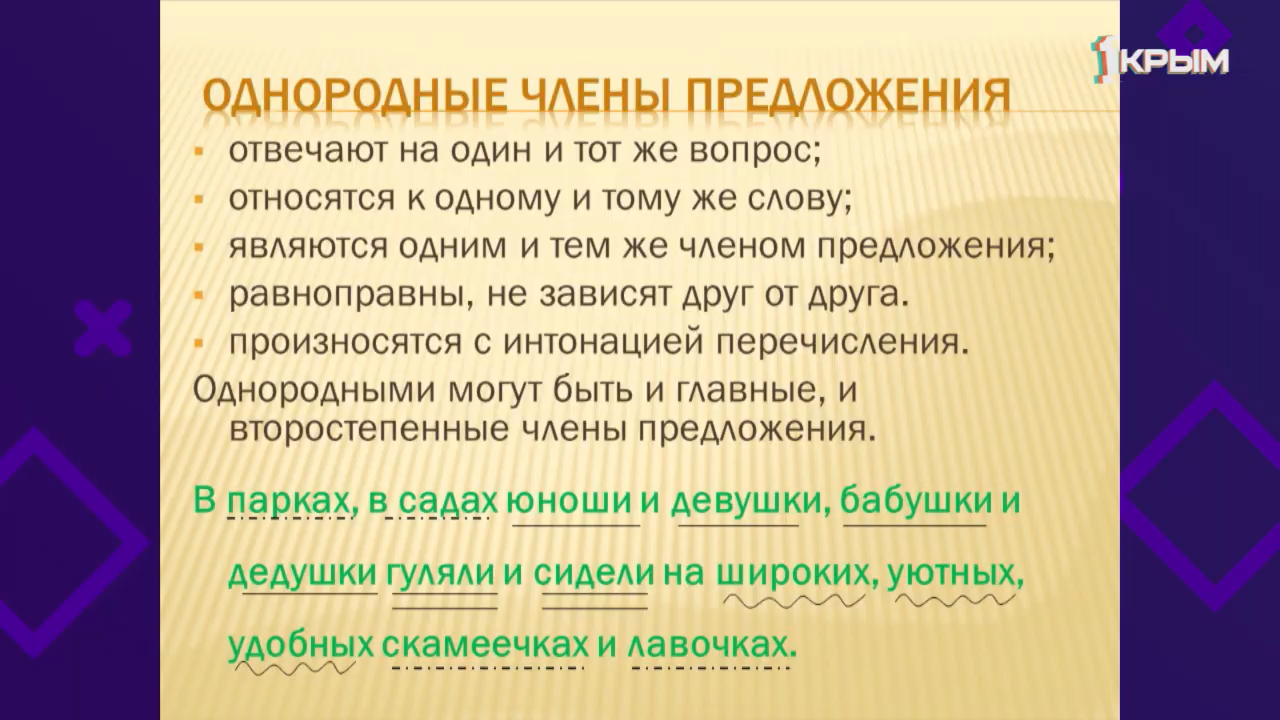 1КРЫМ
ОДНОРОДНЫЕ ЧЛЕНЫ ПРЕДЛОЖЕНИЯ
▪ отвечают на один и тот же вопрос;
▪ относятся к одному и тому же слову;
▪ являются одним и тем же членом предложения;
▪ равноправны, не зависят друг от друга.
▪ произносятся с интонацией перечисления.
Однородными могут быть и главные, и
второстепенные члены предложения.
В парках, в садах юноши и девушки, бабушки и
дедушки гуляли и сидели на широких, уютных,
удобных скамеечках и лавочках.